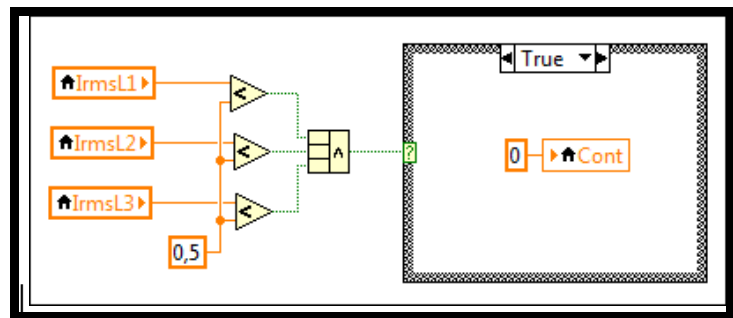 True
IrmsL1
<
IrmsL2
<
∧
?
0
Cont
IrmsL3
<
0,5